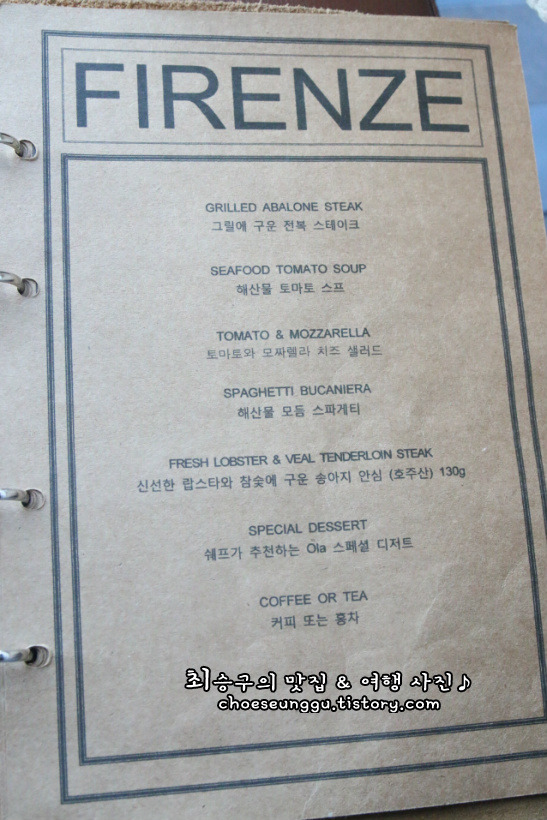 FIRENZE
GRILLED ABALONE STEAK
그릴에 구운 전복 스테이크
SEAFOOD TOMATO SOUP
해산물 토마토 스프
TOMATO & MOZZARELLA
토마토와 모짜렐라 치즈 샐러드
SPAGHETTI BUCANIERA
해산물 모듬 스파게티
FRESH LOBSTER & VEAL TENDERLOIN STEAK
신선한 랍스타와 참숯에 구운 송아지 안심 (호주산) 130g
SPECIAL DESSERT
쉐프가 추천하는 Ola 스페셜 디저트
COFFEE OR TEA
커피 또는 홍차
최승구의 맛집 & 여행 사진♪
choeseunggu.tistory.com